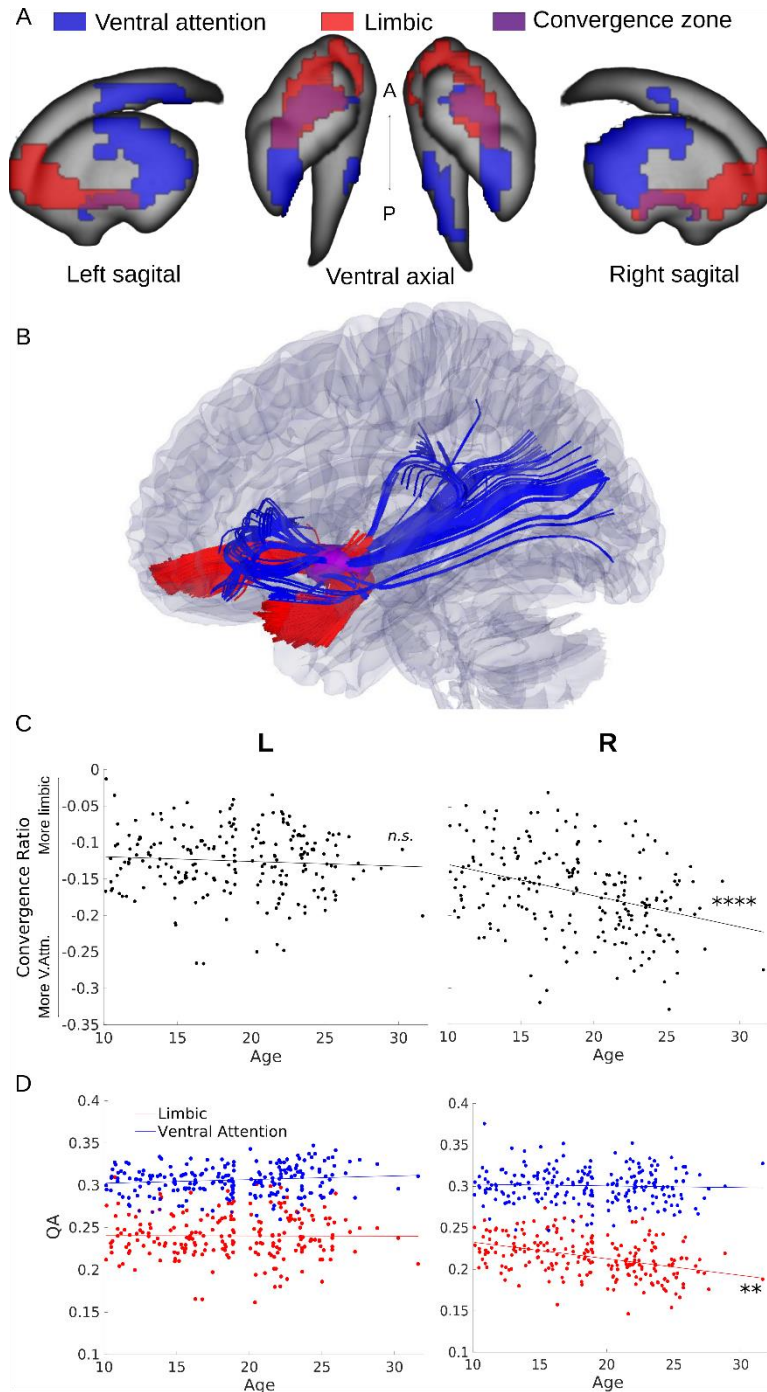 A
Ventral attention Limbic Convergence zone
A
P
Left sagital Ventral axial Right sagital
B
C
L R
Convergence Ratio
More limbic
More V.Attn.
0
-0.05
-0.1
-0.15
-0.2
-0.25
-0.3
-0.35
n.s.
****
10 15 20 25 30 10 15 20 25 30
Age Age
D
QA
0.4 0.4
0.35 0.35
0.3 0.3
0.25 0.25
0.2 0.2
0.15 0.15
0.1 0.1
Limbic
Ventral Attention
**
10 15 20 25 30 10 15 20 25 30
Age Age